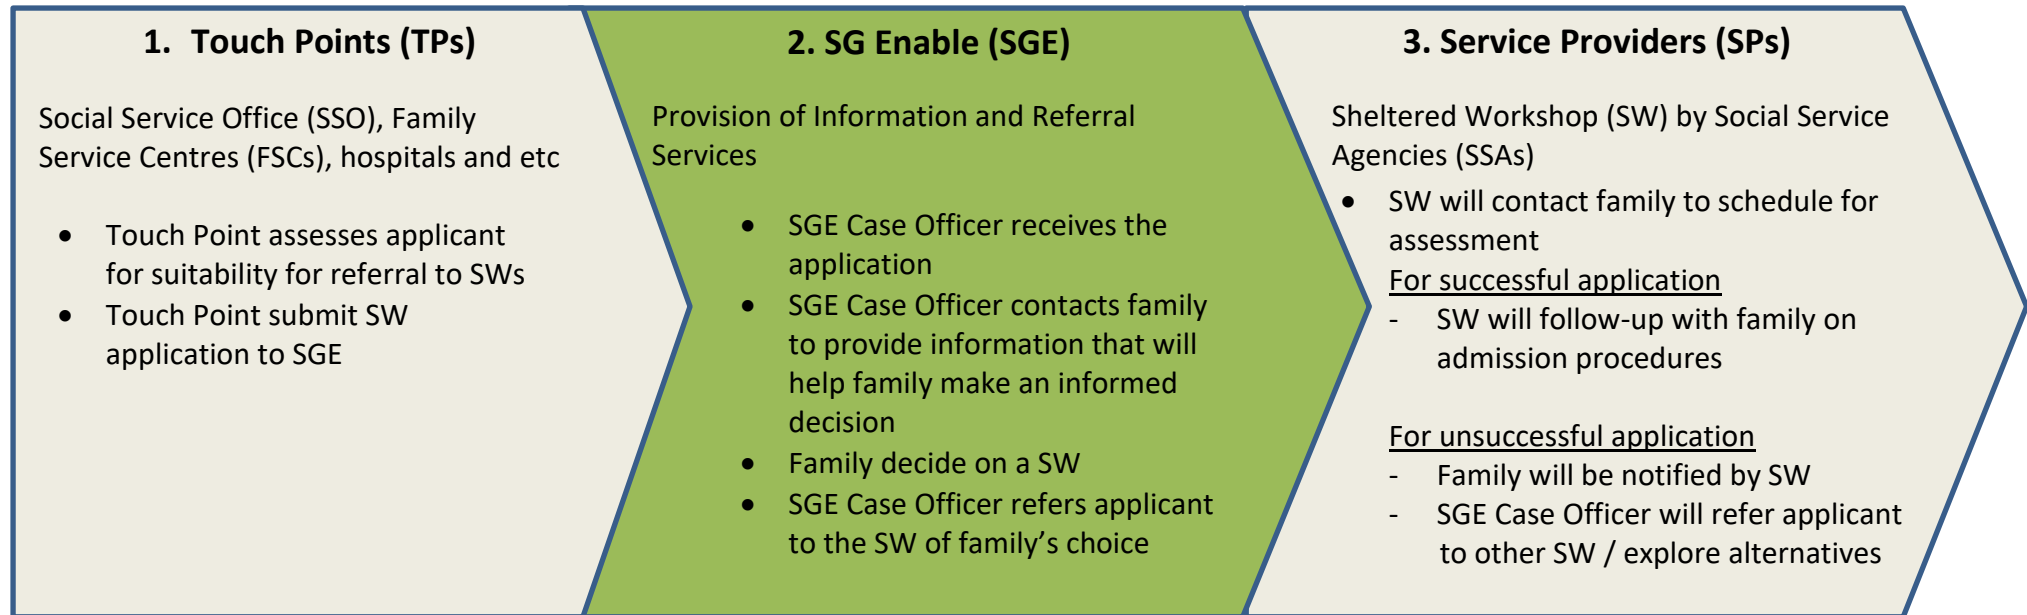 1. Touch Points (TPs)
Social Service Office (SSO), Family
Service Centres (FSCs), hospitals and etc
• Touch Point assesses applicant
for suitability for referral to SWs
• Touch Point submit SW
application to SGE
2. SG Enable (SGE)
Provision of Information and Referral
Services
• SGE Case Officer receives the
application
• SGE Case Officer contacts family
to provide information that will
help family make an informed
decision
• Family decide on a SW
• SGE Case Officer refers applicant
to the SW of family’s choice
3. Service Providers (SPs)
Sheltered Workshop (SW) by Social Service
Agencies (SSAs)
• SW will contact family to schedule for
assessment
For successful application
- SW will follow-up with family on
admission procedures
For unsuccessful application
- Family will be notified by SW
- SGE Case Officer will refer applicant
to other SW / explore alternatives